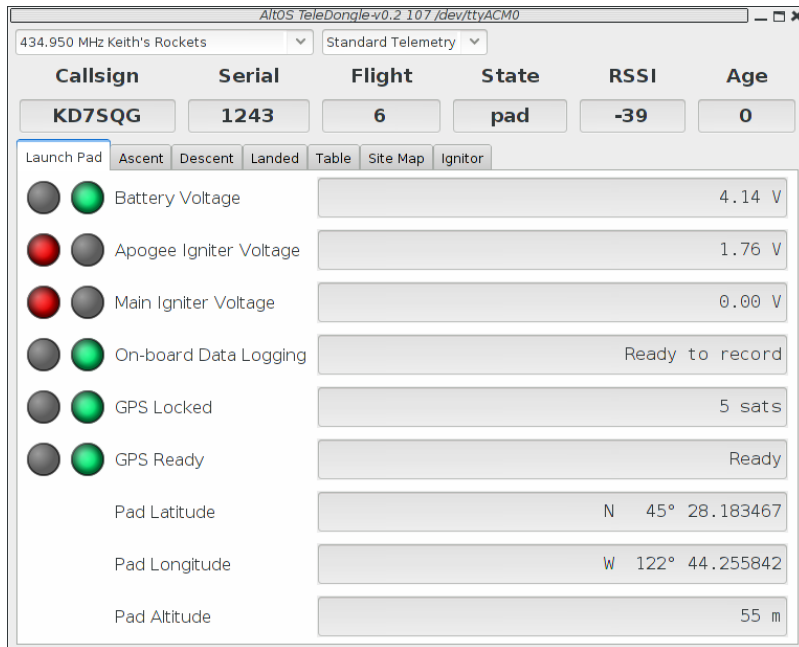 AltOS TeleDongle-v0.2 107 /dev/ttyACM0
434.950 MHz Keith's Rockets Standard Telemetry
Callsign Serial Flight State RSSI Age
KD7SQG 1243 6 pad -39 0
Launch Pad Ascent Descent Landed Table Site Map Ignitor
Battery Voltage 4.14 V
Apogee Igniter Voltage 1.76 V
Main Igniter Voltage 0.00 V
On-board Data Logging Ready to record
GPS Locked 5 sats
GPS Ready Ready
Pad Latitude N 45° 28.183467
Pad Longitude W 122° 44.255842
Pad Altitude 55 m